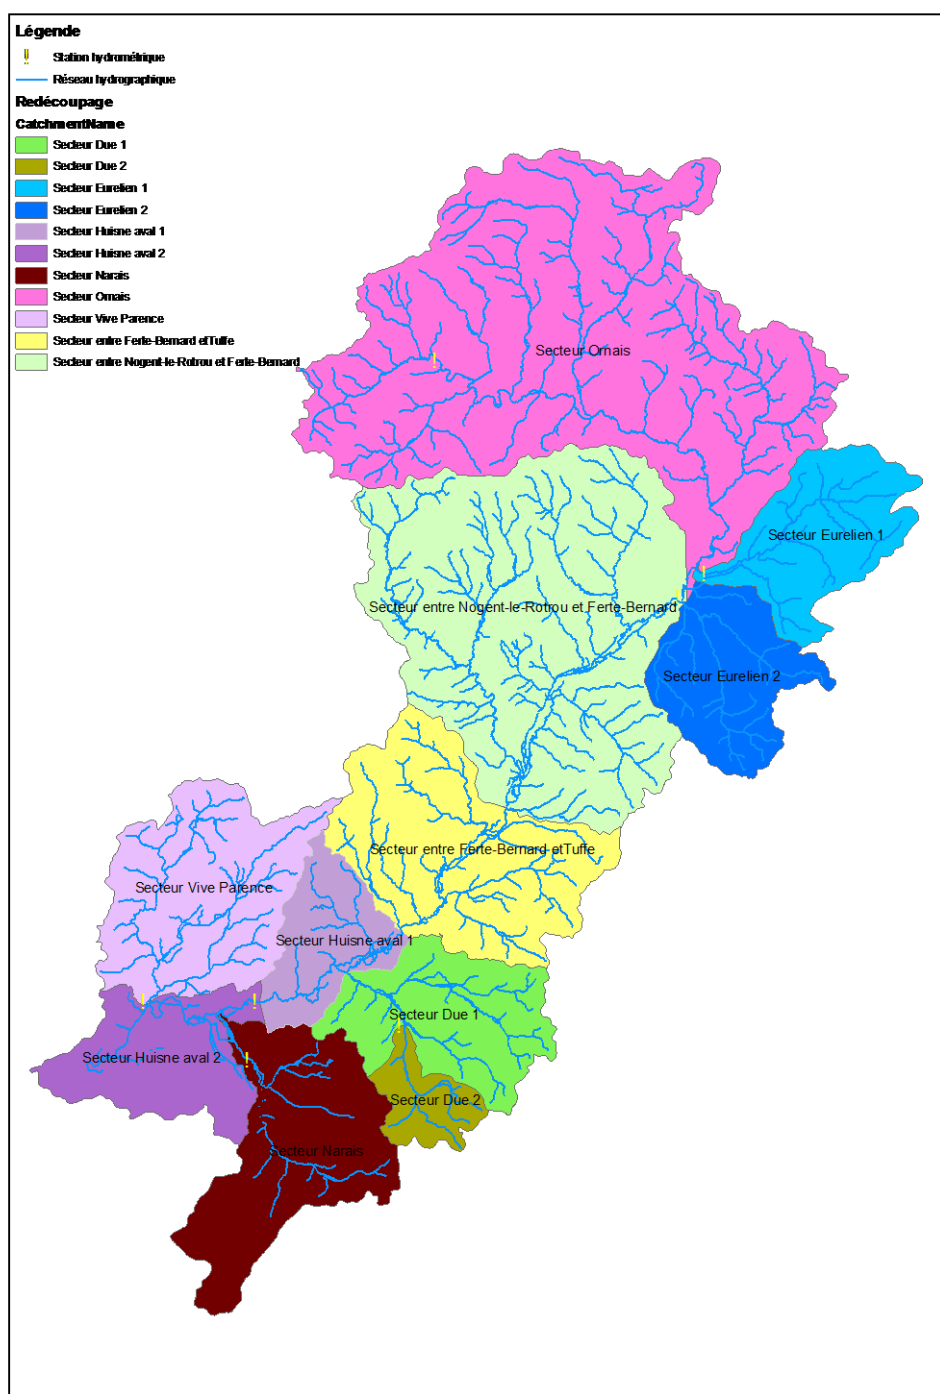 Légende
Station hydrométrique
Réseau hydrographique
Redécoupage
CatchmentName
Secteur Due 1
Secteur Due 2
Secteur Eurelien 1
Secteur Eurelien 2
Secteur Huisne aval 1
Secteur Huisne aval 2
Secteur Narais
Secteur Ornais
Secteur Vive Parence
Secteur entre Ferte-Bernard etTuffe
Secteur entre Nogent-le-Rotrou et Ferte-Bernard
Secteur Ornais
Secteur Eurelien 1
Secteur entre Nogent-le-Rotrou et Ferte-Bernard
Secteur Eurelien 2
Secteur entre Ferte-Bernard etTuffe
Secteur Vive Parence
Secteur Huisne aval 1
Secteur Due 1
Secteur Huisne aval 2
Secteur Due 2
Secteur Narais